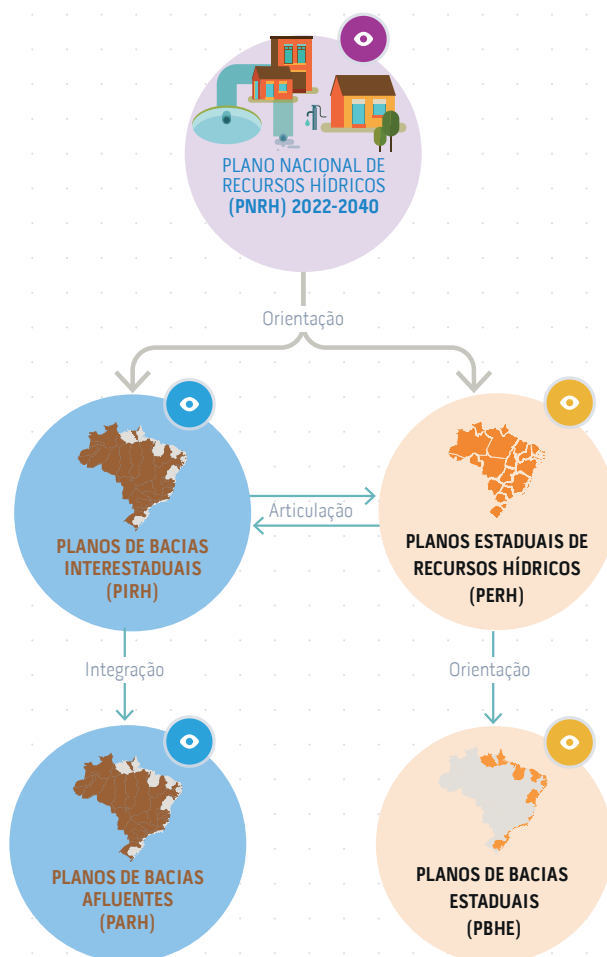 PLANO NACIONAL DE
RECURSOS HÍDRICOS
(PNRH) 2022-2040
Orientação
PLANOS DE BACIAS
INTERESTADUAIS
(PIRH)
Articulação
PLANOS ESTADUAIS DE
RECURSOS HÍDRICOS
(PERH)
Integração
Orientação
PLANOS DE BACIAS
AFLUENTES
(PARH)
PLANOS DE BACIAS
ESTADUAIS
(PBHE)